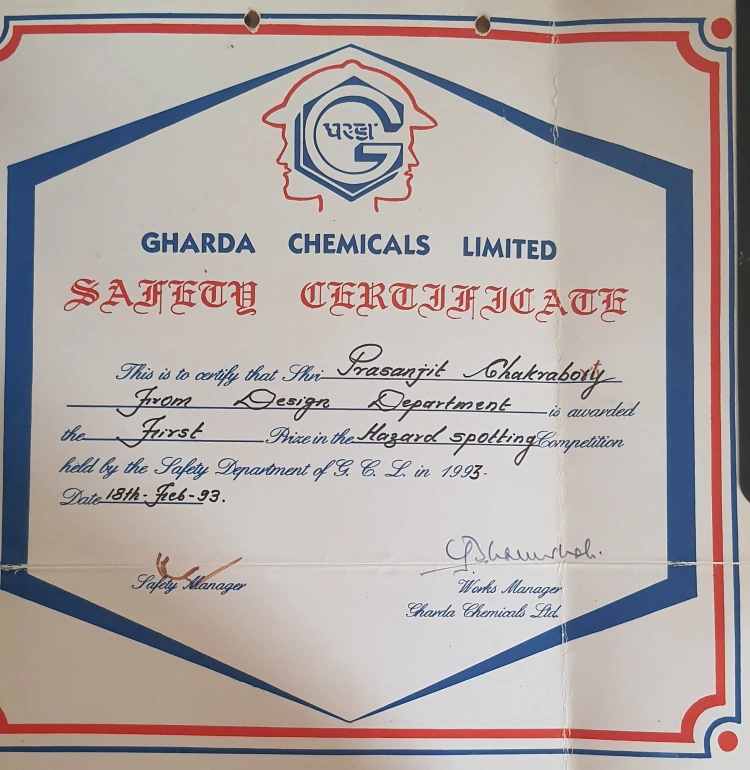 घरडा
G
GHARDA CHEMICALS LIMITED
SAFETY CERTIFICATE
This is to certify that Shri Prasanjit Chakraborty
From Design Department is awarded
the First Prize in the Hazard spotting Competition
held by the Safety Department of G. C. L. in 1993.
Date 18th-Feb-93.
Safety Manager
Works Manager
Gharda Chemicals Ltd.